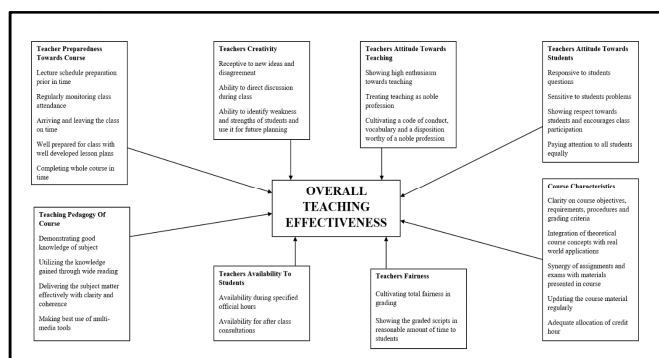 Teacher Preparedness
Towards Course
Lecture schedule preparation
prior in time
Regularly monitoring class
attendance
Arriving and leaving the class
on time
Well prepared for class with
well developed lesson plans
Completing whole course in
time
Teachers Creativity
Receptive to new ideas and
disagreement
Ability to direct discussion
during class
Ability to identify weakness
and strengths of students and
use it for future planning
Teachers Attitude Towards
Teaching
Showing high enthusiasm
towards teaching
Treating teaching as noble
profession
Cultivating a code of conduct,
vocabulary and a disposition
worthy of a noble profession
Teachers Attitude Towards
Students
Responsive to students
questions
Sensitive to students problems
Showing respect towards
students and encourages class
participation
Paying attention to all students
equally
OVERALL
TEACHING
EFFECTIVENESS
Teaching Pedagogy Of
Course
Demonstrating good
knowledge of subject
Utilizing the knowledge
gained through wide reading
Delivering the subject matter
effectively with clarity and
coherence
Making best use of multi-
media tools
Teachers Availability To
Students
Availability during specified
official hours
Availability for after class
consultations
Teachers Fairness
Cultivating total fairness in
grading
Showing the graded scripts in
reasonable amount of time to
students
Course Characteristics
Clarity on course objectives,
requirements, procedures and
grading criteria
Integration of theoretical
course concepts with real
world applications
Synergy of assignments and
exams with materials
presented in course
Updating the course material
regularly
Adequate allocation of credit
hour